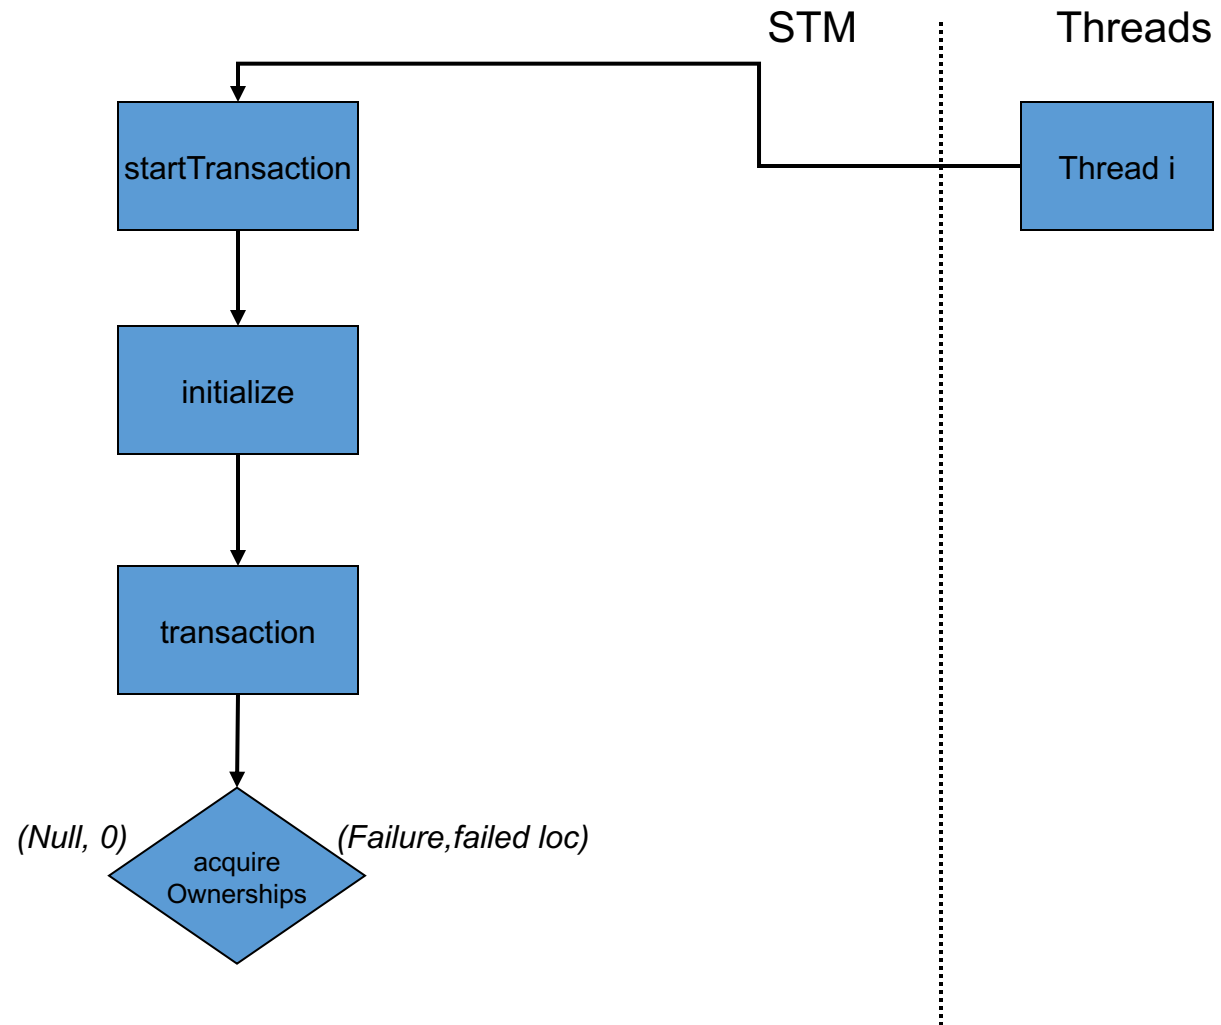 STM
Threads
startTransaction
Thread i
initialize
transaction
(Null, 0)
(Failure,failed loc)
acquire
Ownerships